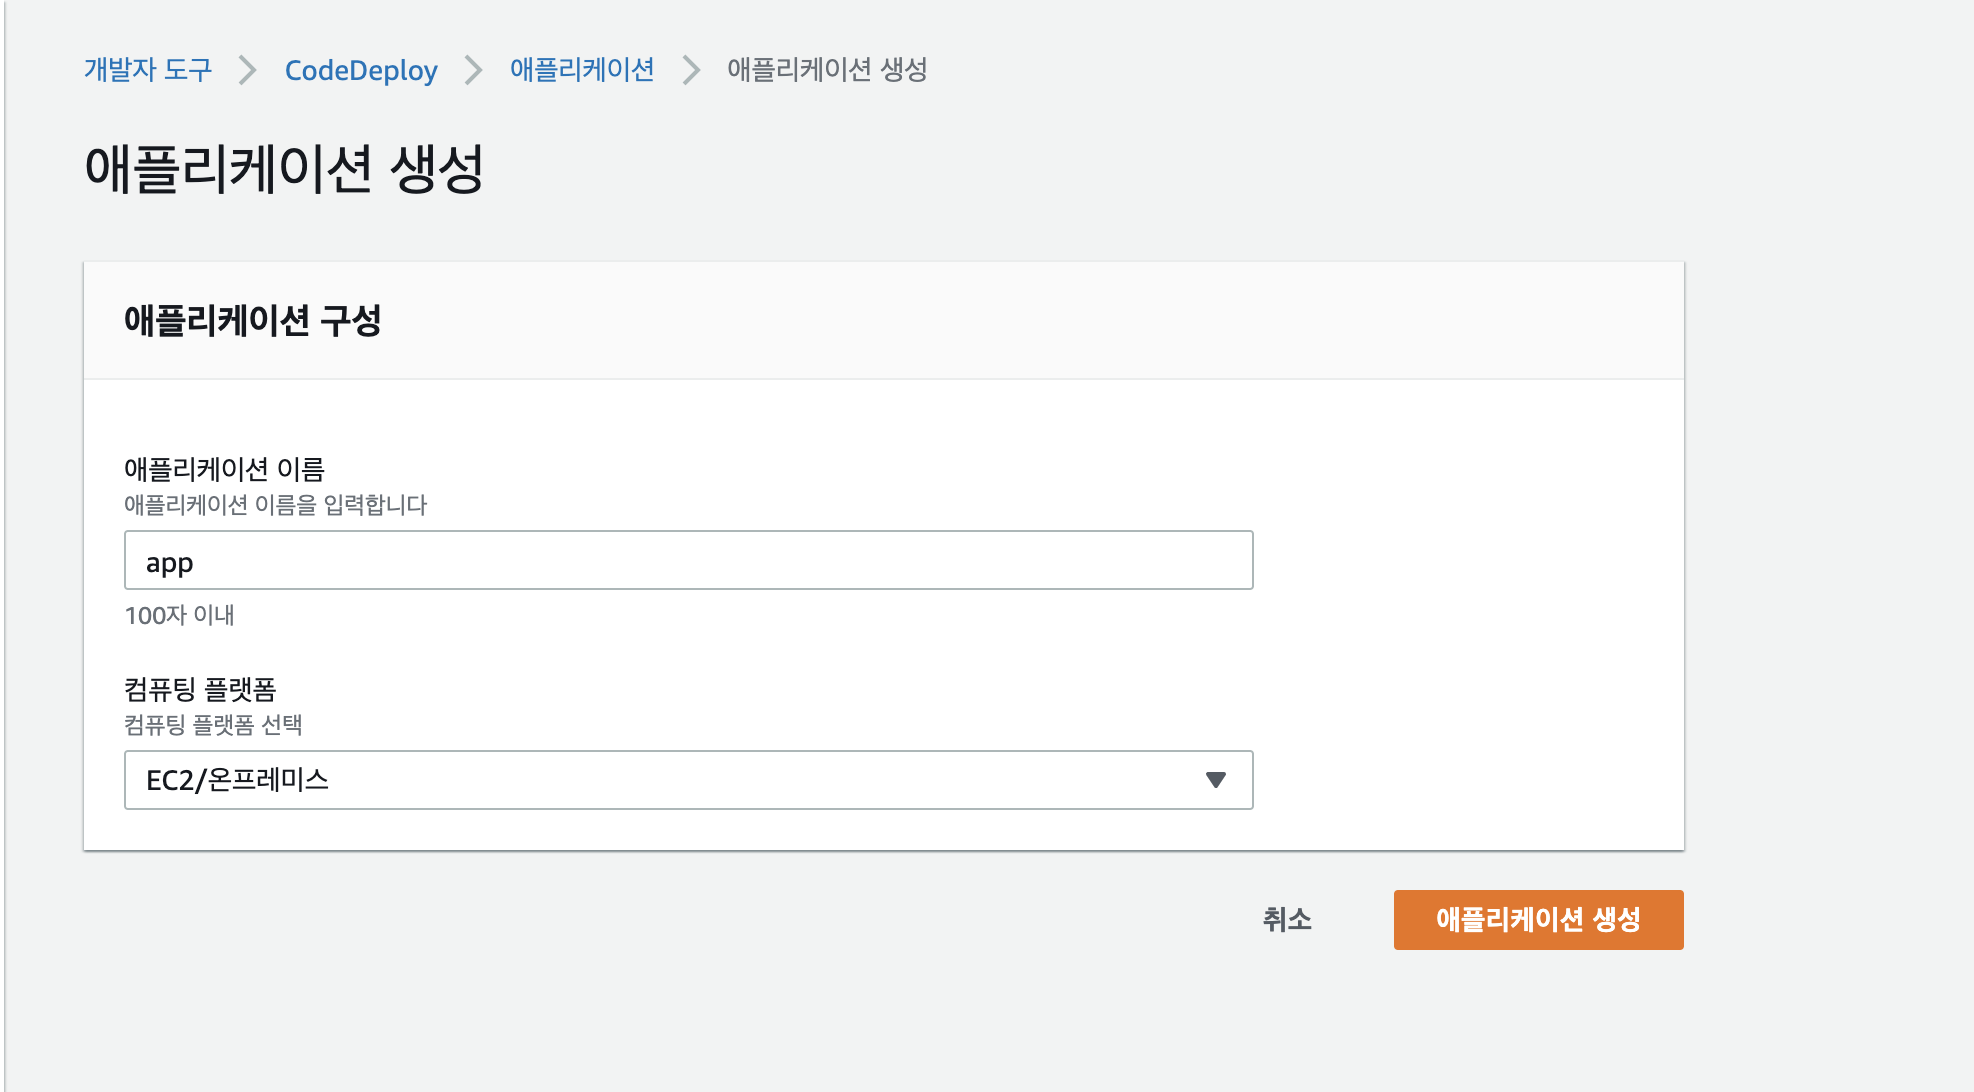 개발자 도구 > CodeDeploy > 애플리케이션 > 애플리케이션 생성
애플리케이션 생성
애플리케이션 구성
애플리케이션 이름
애플리케이션 이름을 입력합니다
app
100자 이내
컴퓨팅 플랫폼
컴퓨팅 플랫폼 선택
EC2/온프레미스
취소 애플리케이션 생성